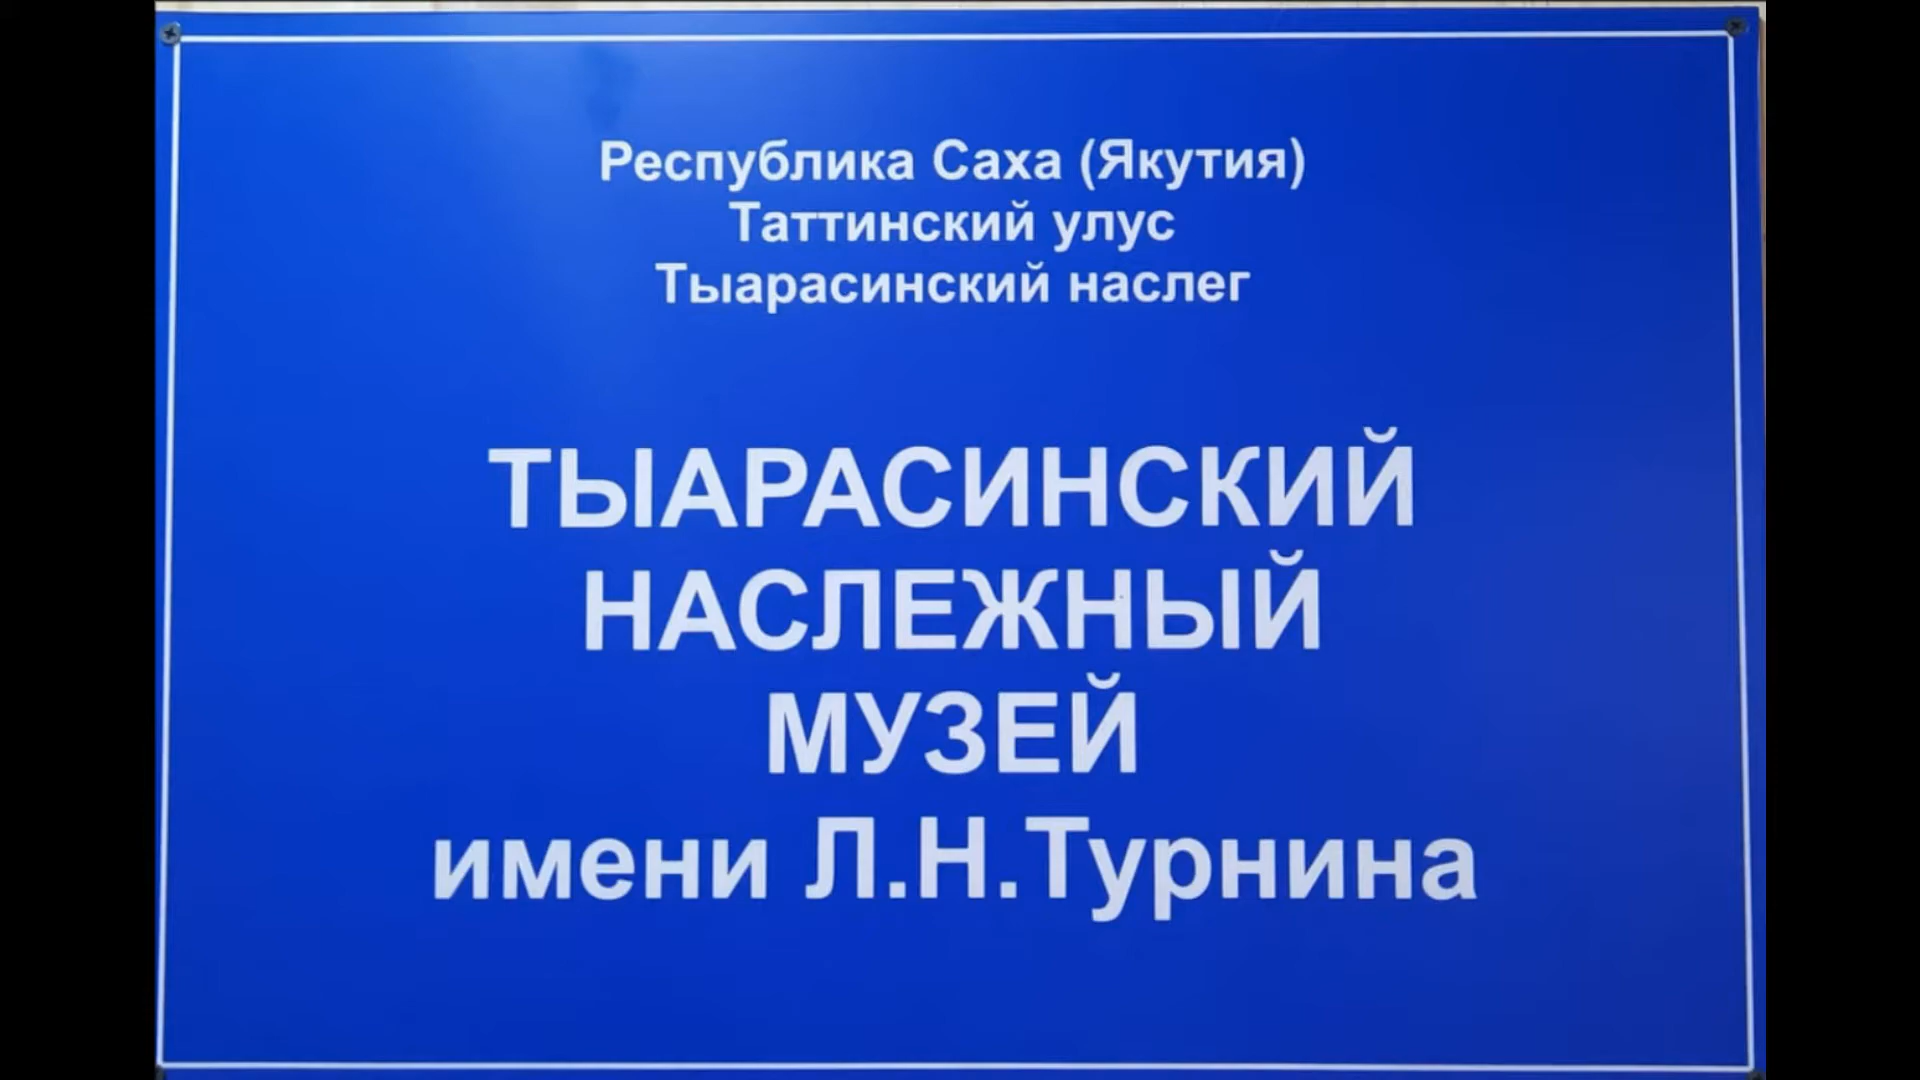 Республика Саха (Якутия)
Таттинский улус
Тыарасинский наслег
ТЫАРАСИНСКИЙ
НАСЛЕЖНЫЙ
МУЗЕЙ
имени Л.Н.Турнина